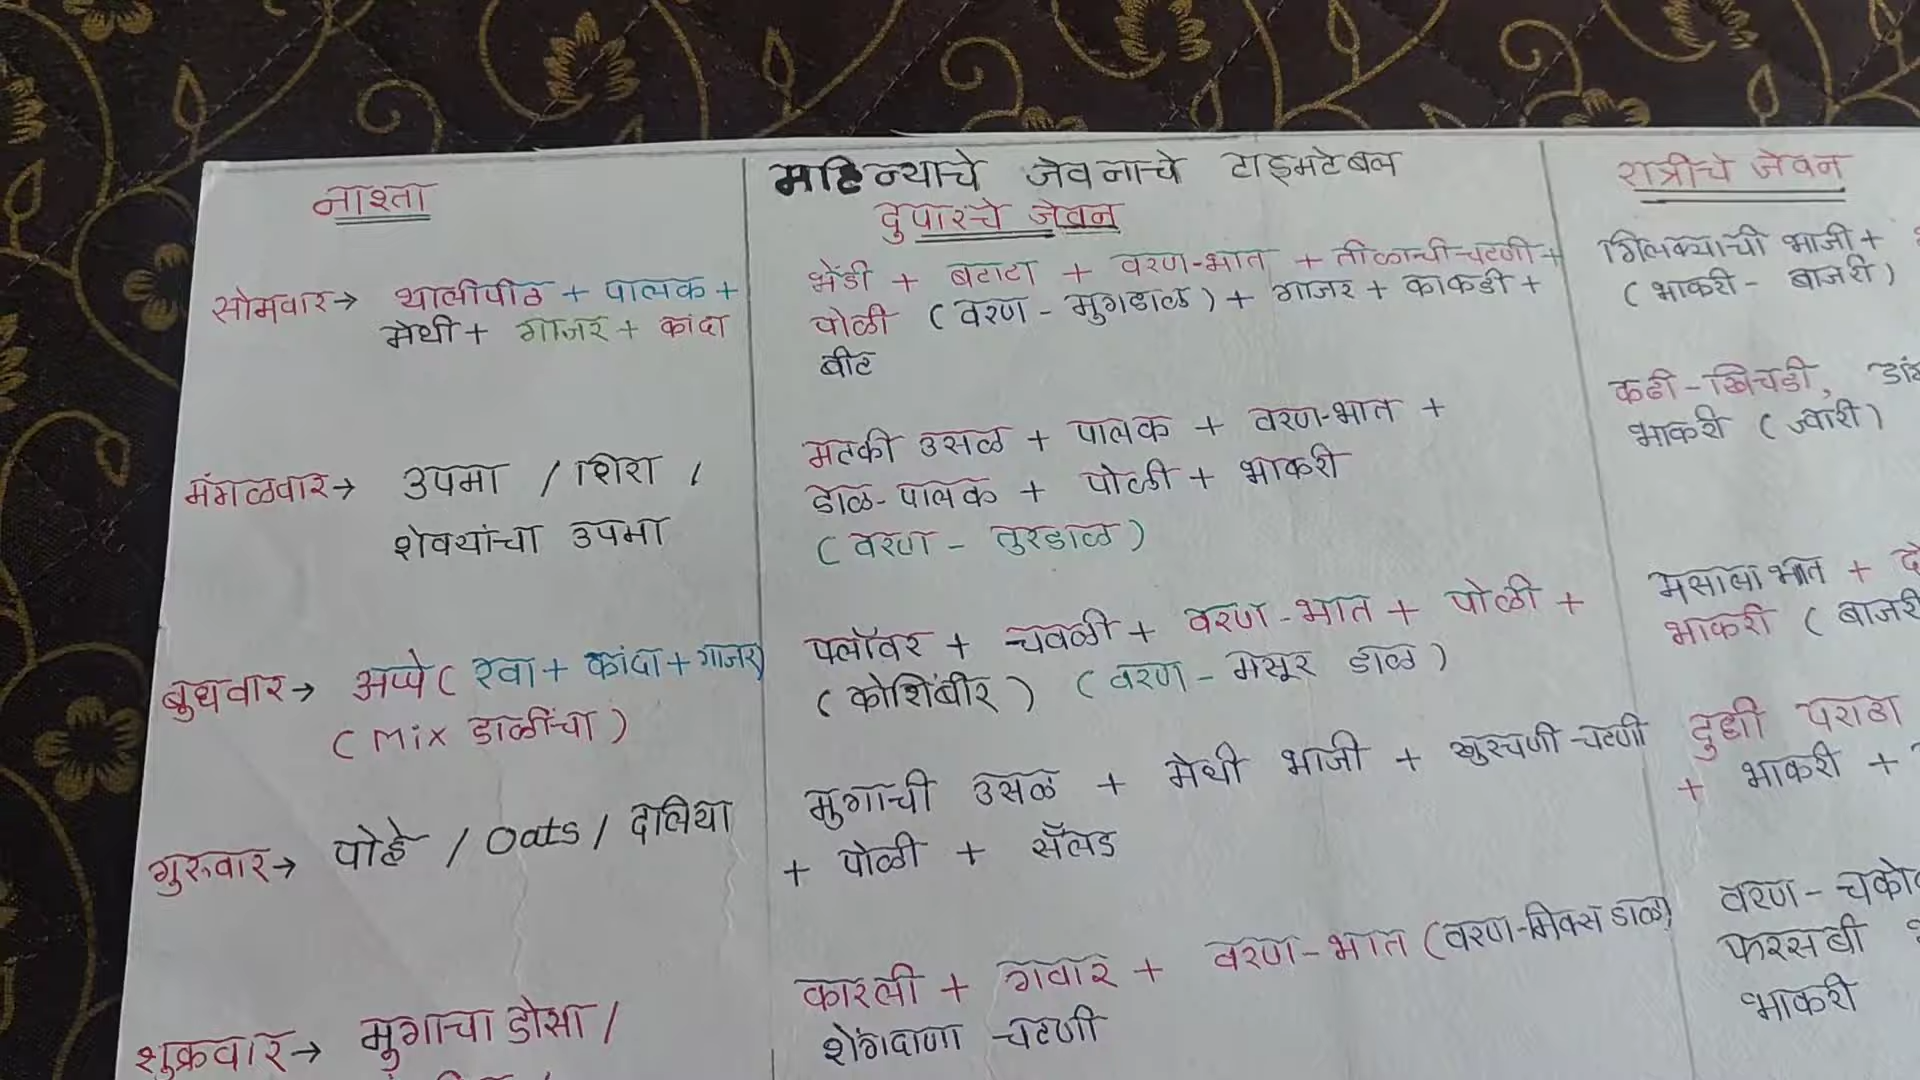 महिन्याचे जेवनाचे टाइमटेबल
नाश्ता
दुपारचे जेवन
रात्रीचे जेवन
सोमवार→ थालीपीठ + पालक +
मेथी + गाजर + कांदा
भेंडी + बटाटा + वरण-भात + तीळाची-चटणी +
पोळी (वरण - मुगडाळ) + गाजर + काकडी +
बीट
गिलक्याची भाजी +
(भाकरी - बाजरी)
मंगळवार→ उपमा / शिरा /
शेवयांचा उपमा
मटकी उसळ + पालक + वरण-भात +
डाळ-पालक + पोळी + भाकरी
(वरण - तुरडाळ)
कढी-खिचडी,
भाकरी (ज्वारी)
बुधवार→ अप्पे ( रवा + कांदा + गाजर)
(Mix डाळींचा)
फ्लॉवर + चवळी + वरण-भात + पोळी +
(कोशिंबीर) (वरण - मसूर डाळ)
मसाला भात +
भाकरी (बाजरी
गुरुवार→ पोहे / Oats / दलिया
मुगाची उसळ + मेथी भाजी + खुरचणी-चटणी
+ पोळी + सॅलड
दुधी पराठा
+ भाकरी +
शुक्रवार→ मुगाचा डोसा /
कारली + गवार + वरण-भात (वरण-मिक्स डाळ)
शेंगदाणा -चटणी
वरण-
फरसबी
भाकरी